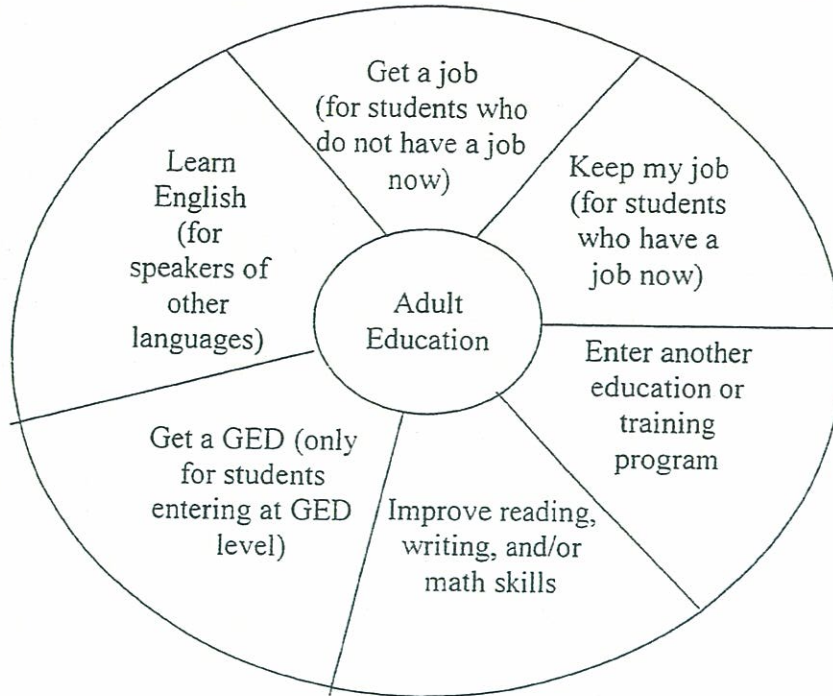 Get a job
(for students who
do not have a job
now)
Keep my job
(for students
who have a
job now)
Enter another
education or
training
program
Improve reading,
writing, and/or
math skills
Get a GED (only
for students
entering at GED
level)
Learn
English
(for
speakers of
other
languages)
Adult
Education